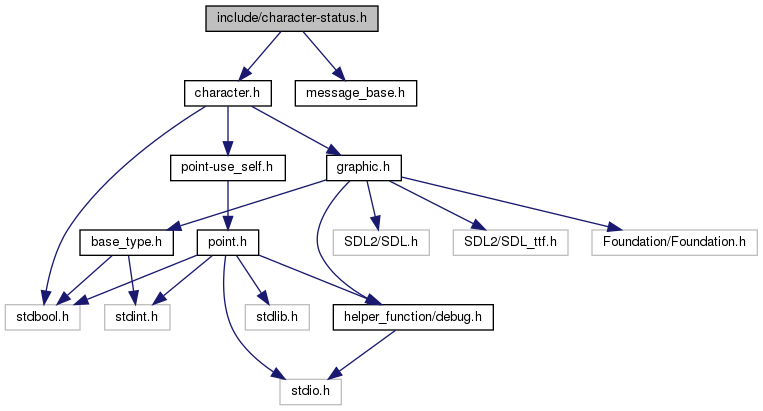 include/character-status.h
character.h
message_base.h
point-use_self.h
graphic.h
base_type.h
point.h
SDL2/SDL.h
SDL2/SDL_ttf.h
Foundation/Foundation.h
stdbool.h
stdint.h
stdlib.h
helper_function/debug.h
stdio.h